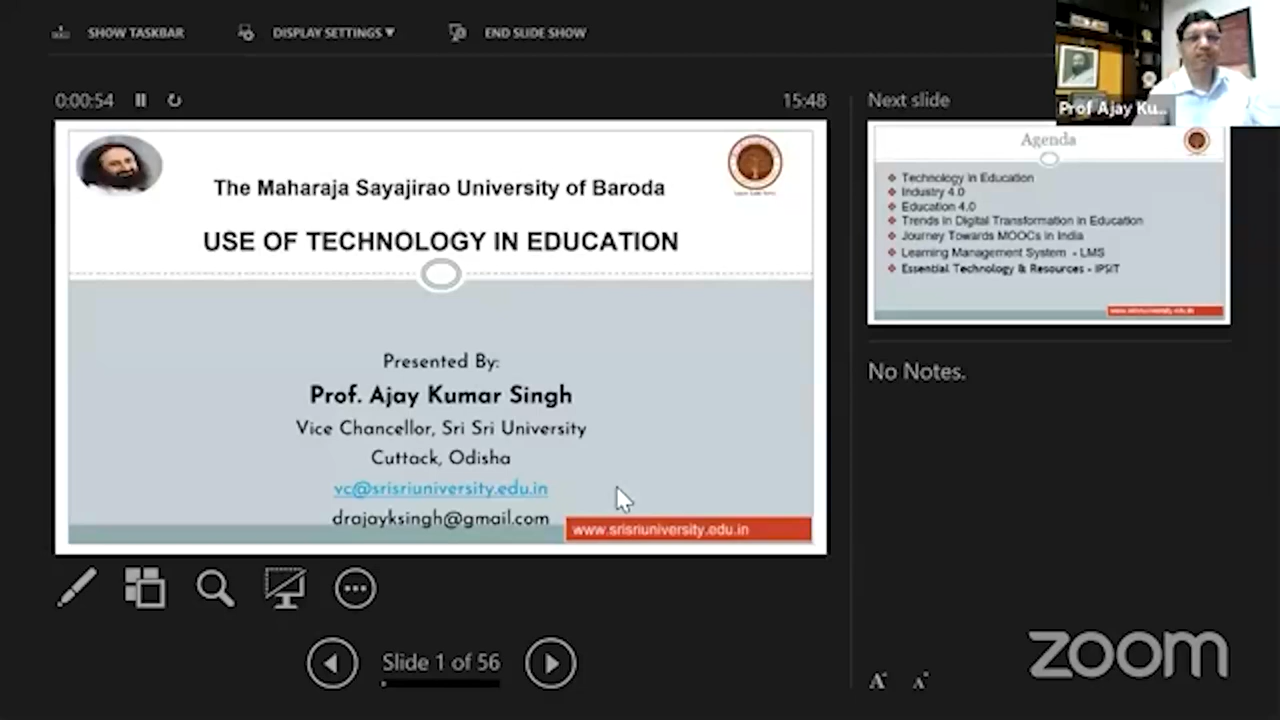 SHOW TASKBAR
DISPLAY SETTINGS ▼
END SLIDE SHOW
0:00:54
15:48
Next slide
Prof Ajay Ku...
The Maharaja Sayajirao University of Baroda
USE OF TECHNOLOGY IN EDUCATION
Presented By:
Prof. Ajay Kumar Singh
Vice Chancellor, Sri Sri University
Cuttack, Odisha
vc@srisriuniversity.edu.in
drajayksingh@gmail.com
www.srisriuniversity.edu.in
Agenda
Technology in Education
Industry 4.0
Education 4.0
Trends in Digital Transformation in Education
Journey Towards MOOCs in India
Learning Management System - LMS
Essential Technology & Resources - IPSIT
www.srisriuniversity.edu.in
No Notes.
Slide 1 of 56
A A
zoom